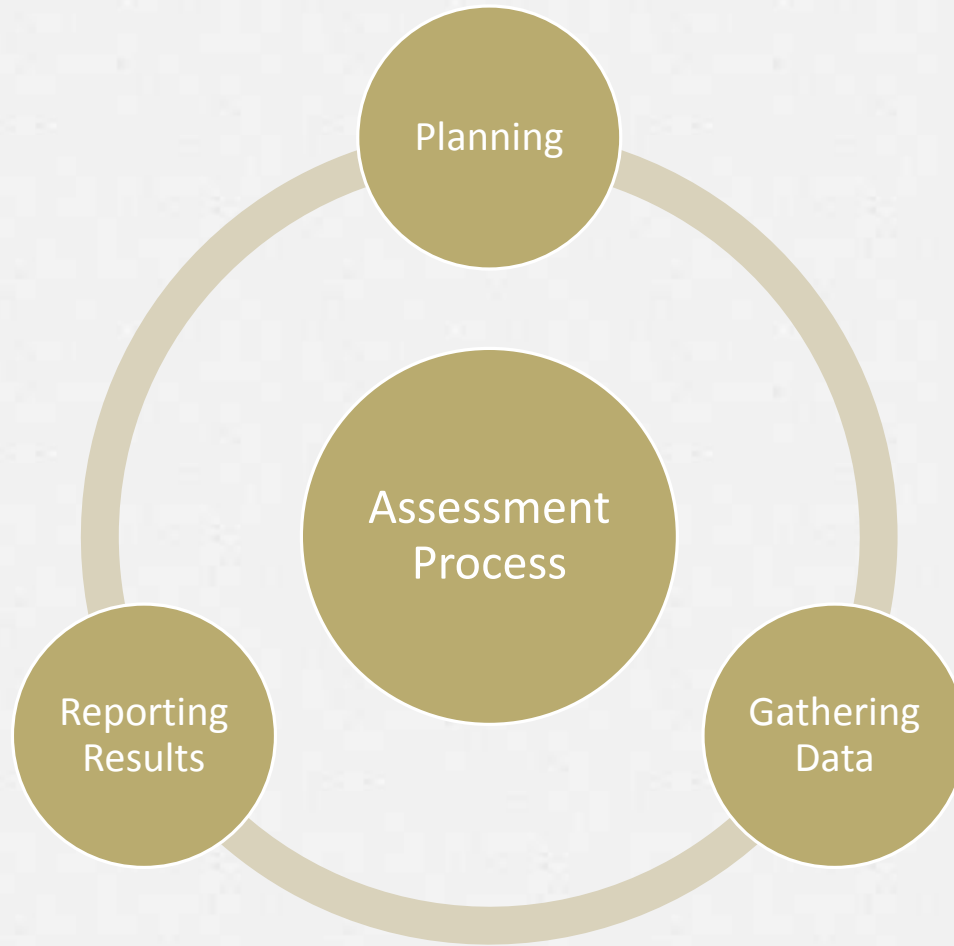 Planning
Assessment
Process
Reporting
Results
Gathering
Data